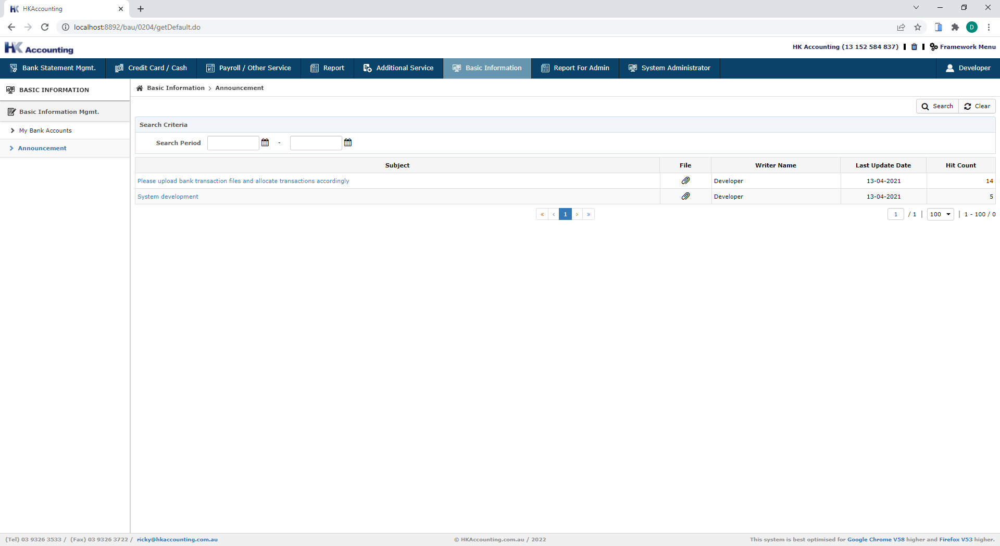 HKAccounting
localhost:8892/bau/0204/getDefault.do
D
HK Accounting
HK Accounting (13 152 584 837)
Framework Menu
Bank Statement Mgmt.
Credit Card / Cash
Payroll / Other Service
Report
Additional Service
Basic Information
Report For Admin
System Administrator
Developer
BASIC INFORMATION
Basic Information Mgmt.
My Bank Accounts
Announcement
Basic Information > Announcement
Search
Clear
Search Criteria
Search Period -
Subject File Writer Name Last Update Date Hit Count
Please upload bank transaction files and allocate transactions accordingly Developer 13-04-2021 14
System development Developer 13-04-2021 5
« ‹ 1 › »
1 / 1 | 100 | 1 - 100 / 0
(Tel) 03 9326 3533 / (Fax) 03 9326 3722 / ricky@hkaccounting.com.au
© HKAccounting.com.au / 2022
This system is best optimised for Google Chrome V58 higher and Firefox V53 higher.